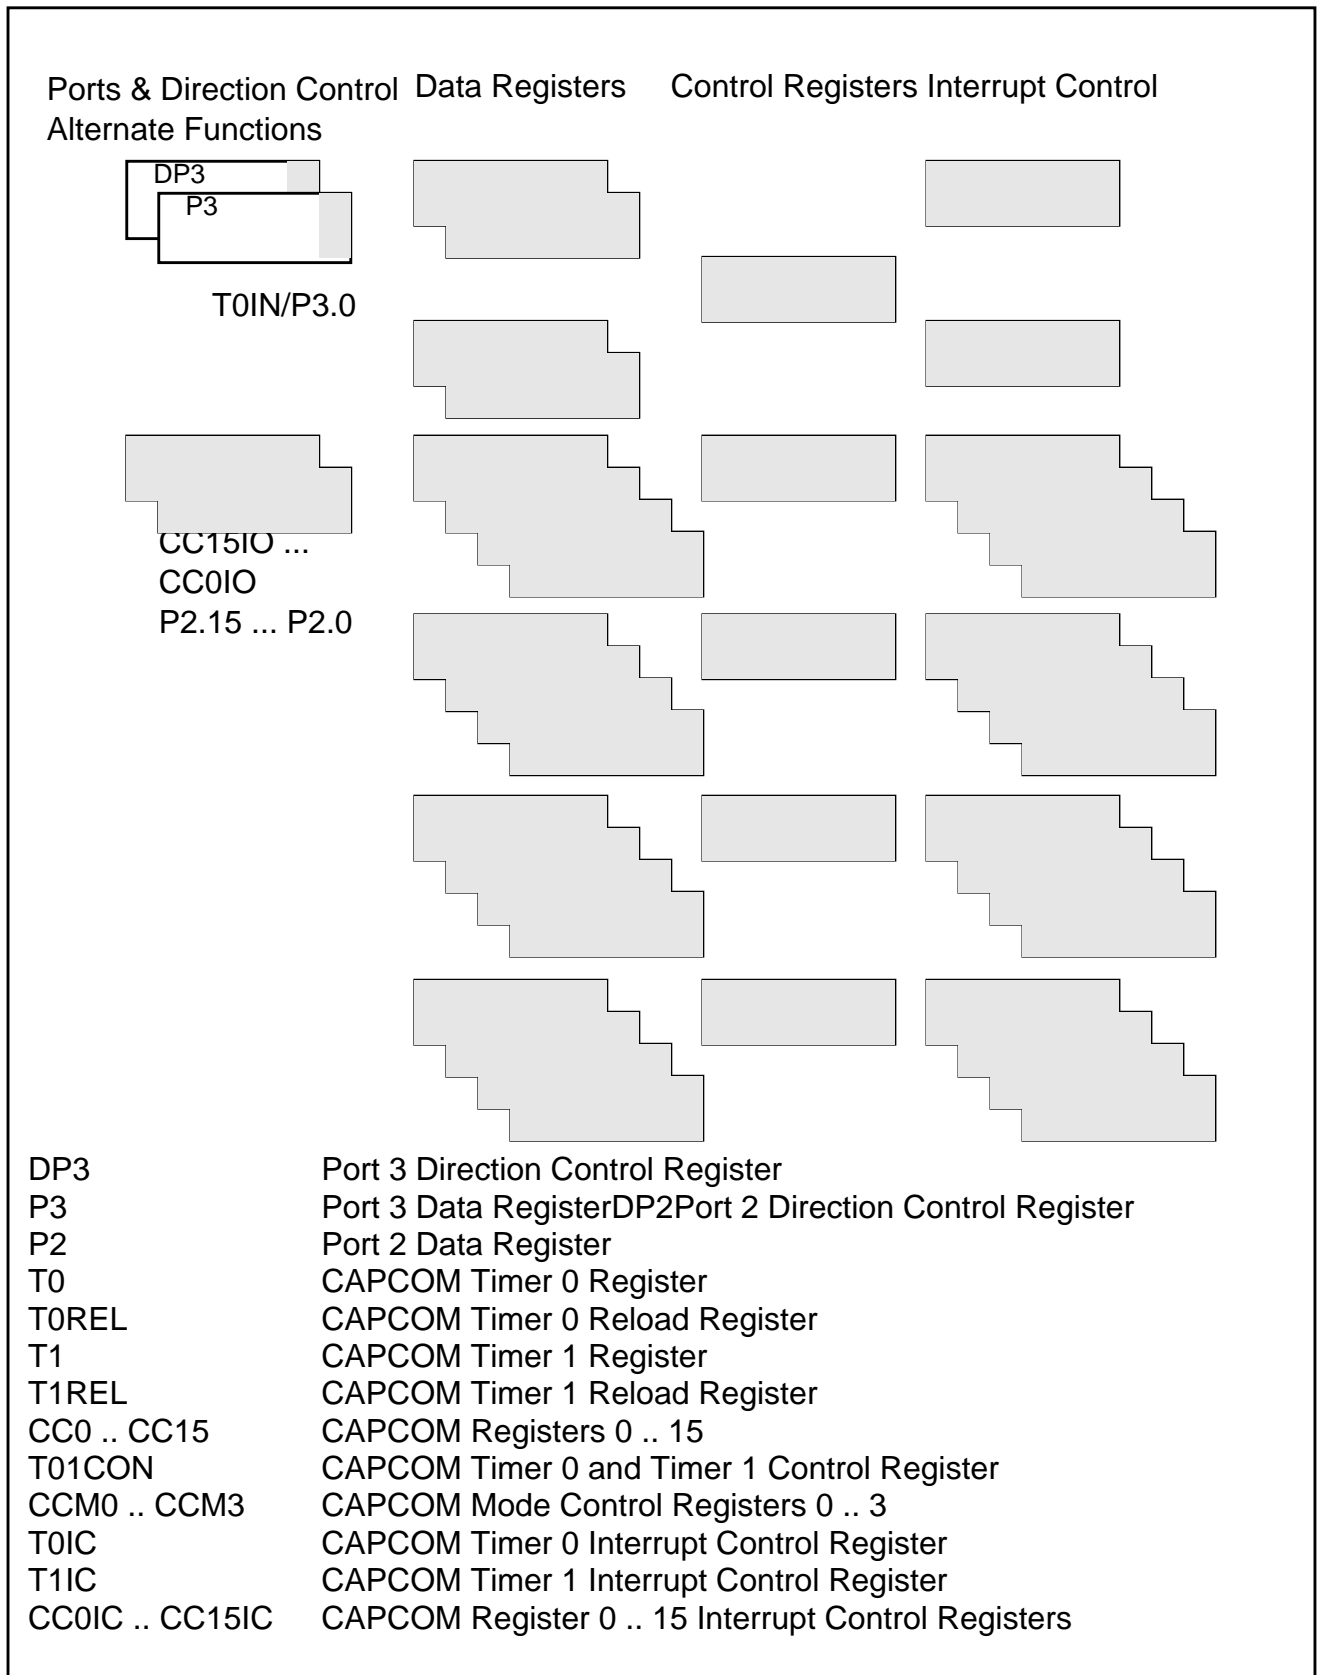 Ports & Direction Control
Alternate Functions
Data Registers
Control Registers
Interrupt Control
DP3
P3
T0IN/P3.0
CC15IO ...
CC0IO
P2.15 ... P2.0
DP3 Port 3 Direction Control Register
P3 Port 3 Data RegisterDP2Port 2 Direction Control Register
P2 Port 2 Data Register
T0 CAPCOM Timer 0 Register
T0REL CAPCOM Timer 0 Reload Register
T1 CAPCOM Timer 1 Register
T1REL CAPCOM Timer 1 Reload Register
CC0 .. CC15 CAPCOM Registers 0 .. 15
T01CON CAPCOM Timer 0 and Timer 1 Control Register
CCM0 .. CCM3 CAPCOM Mode Control Registers 0 .. 3
T0IC CAPCOM Timer 0 Interrupt Control Register
T1IC CAPCOM Timer 1 Interrupt Control Register
CC0IC .. CC15IC CAPCOM Register 0 .. 15 Interrupt Control Registers